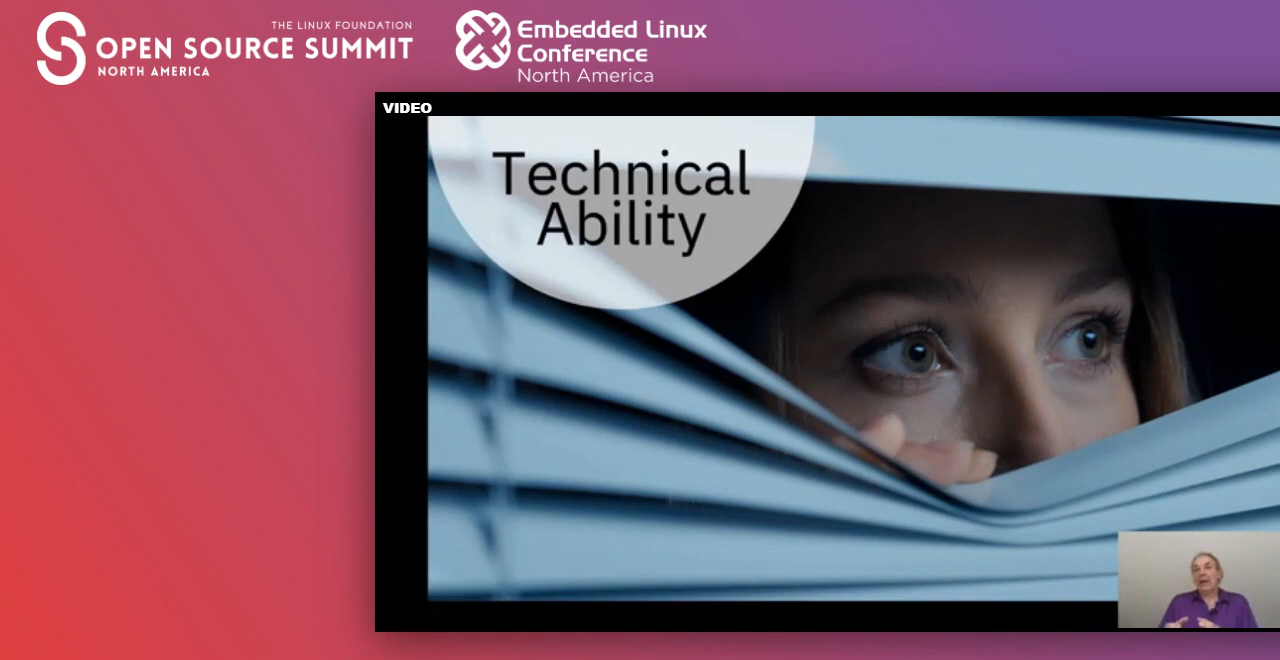 THE LINUX FOUNDATION
OPEN SOURCE SUMMIT
NORTH AMERICA
Embedded Linux
Conference
North America
VIDEO
Technical
Ability